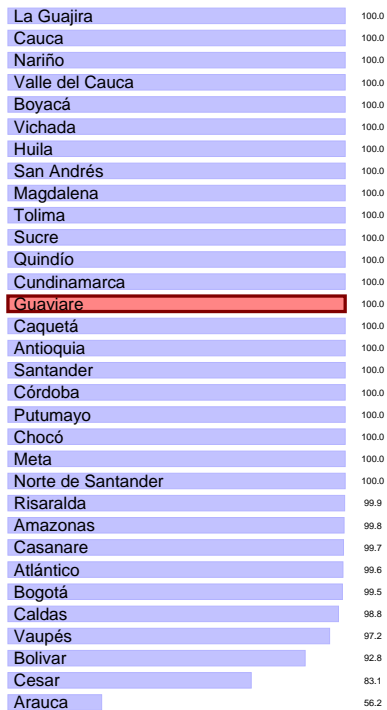 La Guajira 100.0
Cauca 100.0
Nariño 100.0
Valle del Cauca 100.0
Boyacá 100.0
Vichada 100.0
Huila 100.0
San Andrés 100.0
Magdalena 100.0
Tolima 100.0
Sucre 100.0
Quindío 100.0
Cundinamarca 100.0
Guaviare 100.0
Caquetá 100.0
Antioquia 100.0
Santander 100.0
Córdoba 100.0
Putumayo 100.0
Chocó 100.0
Meta 100.0
Norte de Santander 100.0
Risaralda 99.9
Amazonas 99.8
Casanare 99.7
Atlántico 99.6
Bogotá 99.5
Caldas 98.8
Vaupés 97.2
Bolivar 92.8
Cesar 83.1
Arauca 56.2